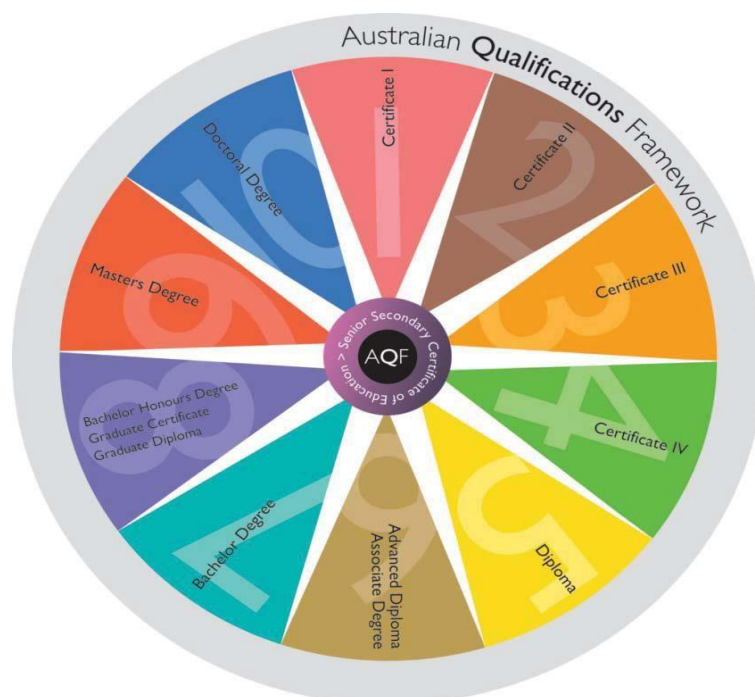 Australian Qualifications Framework
1
Certificate I
2
Certificate II
3
Certificate III
4
Certificate IV
5
Diploma
6
Advanced Diploma
Associate Degree
7
Bachelor Degree
8
Bachelor Honours Degree
Graduate Certificate
Graduate Diploma
9
Masters Degree
10
Doctoral Degree
Senior Secondary Certificate of Education >
AQF